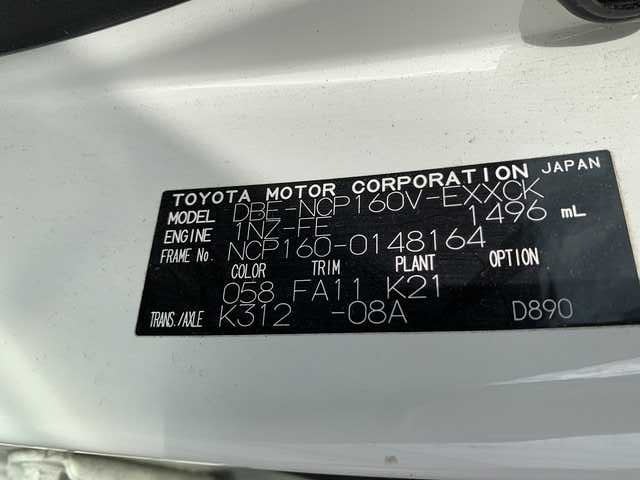 TOYOTA MOTOR CORPORATION JAPAN
MODEL DBE-NCP160V-EXXCK
ENGINE 1NZ-FE 1496 mL
FRAME No. NCP160-0148164
COLOR TRIM PLANT OPTION
058 FA11 K21
TRANS./AXLE K312 -08A D890